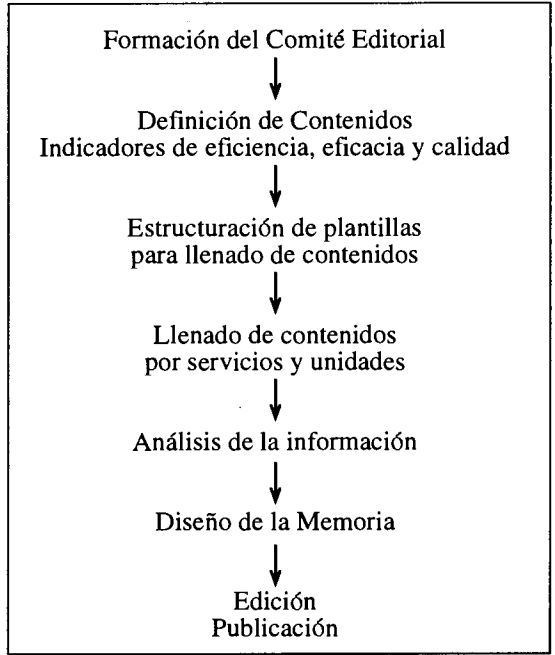 Formación del Comité Editorial
Definición de Contenidos
Indicadores de eficiencia, eficacia y calidad
Estructuración de plantillas
para llenado de contenidos
Llenado de contenidos
por servicios y unidades
Análisis de la información
Diseño de la Memoria
Edición
Publicación